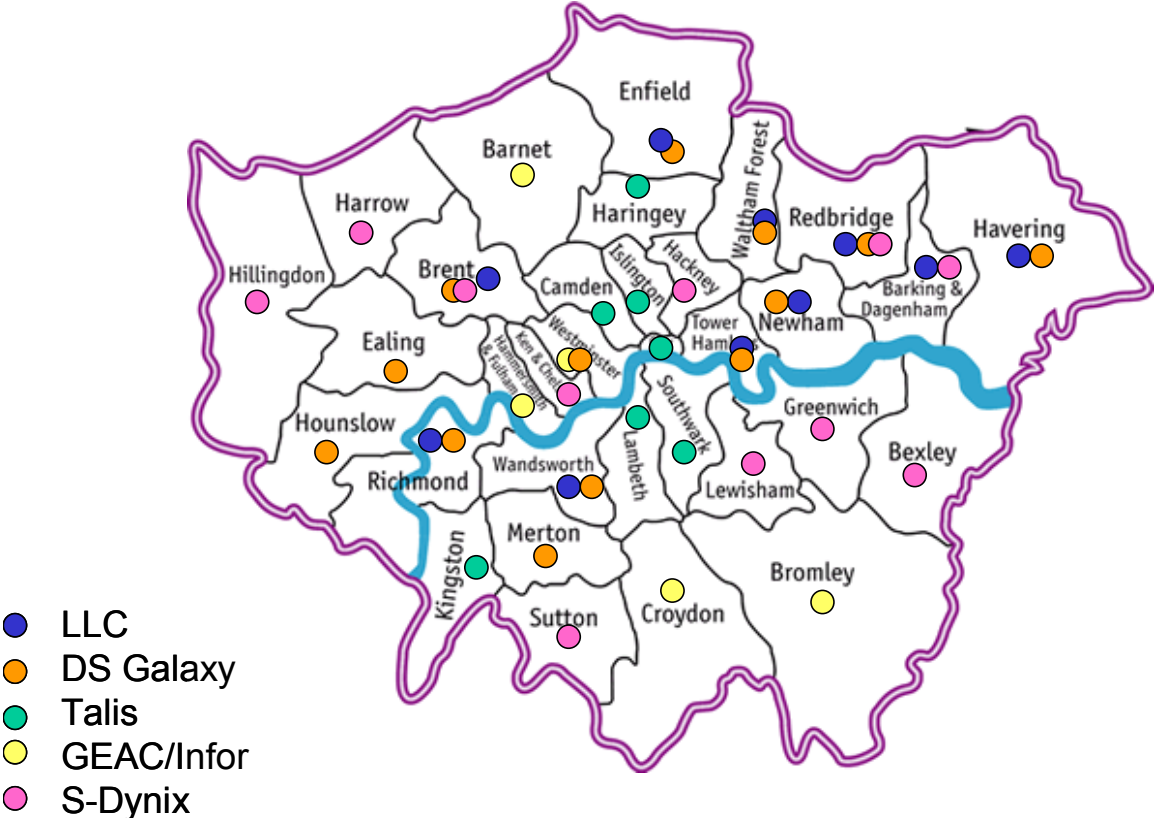 Enfield
Barnet
Waltham Forest
Harrow
Haringey
Redbridge
Havering
Hillingdon
Brent
Islington
Hackney
Camden
Barking &
Dagenham
Ealing
Westminster
Tower
Newham
Ken &
Hammersmith
& Fulham
Hounslow
Southwark
Greenwich
Richmond
Wandsworth
Lambeth
Lewisham
Bexley
Merton
Kingston
Bromley
Sutton
Croydon
LLC
DS Galaxy
Talis
GEAC/Infor
S-Dynix